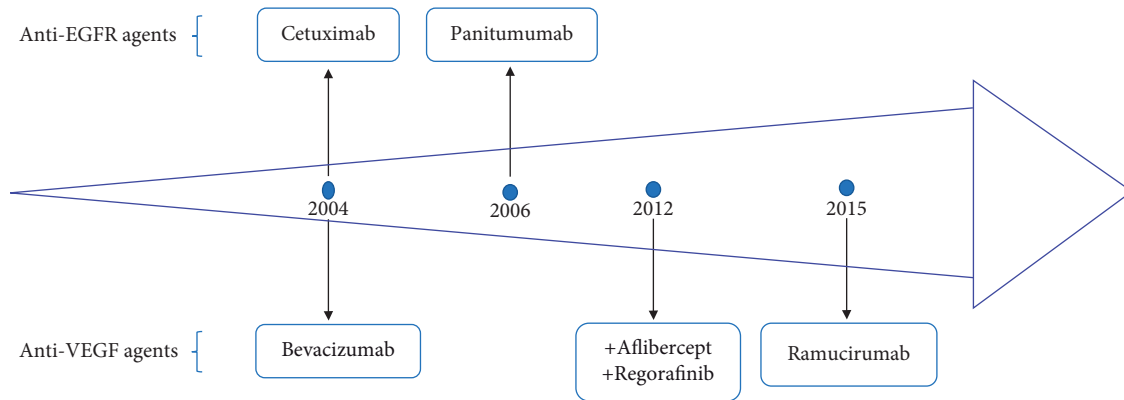 Anti-EGFR agents
Cetuximab
Panitumumab
2004
2006
2012
2015
Anti-VEGF agents
Bevacizumab
+Aflibercept
+Regorafinib
Ramucirumab